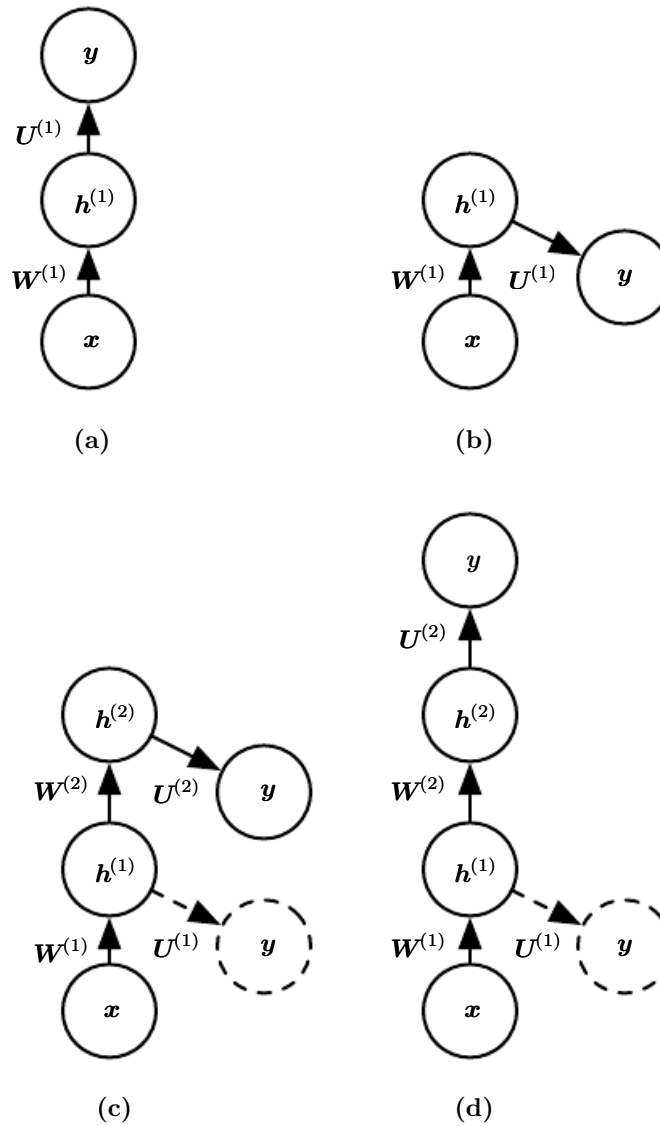 y
U^(1)
h^(1)
W^(1)
x
(a)
h^(1)
W^(1)
U^(1)
y
x
(b)
h^(2)
W^(2)
U^(2)
y
h^(1)
W^(1)
U^(1)
y
x
(c)
y
U^(2)
h^(2)
W^(2)
h^(1)
W^(1)
U^(1)
y
x
(d)